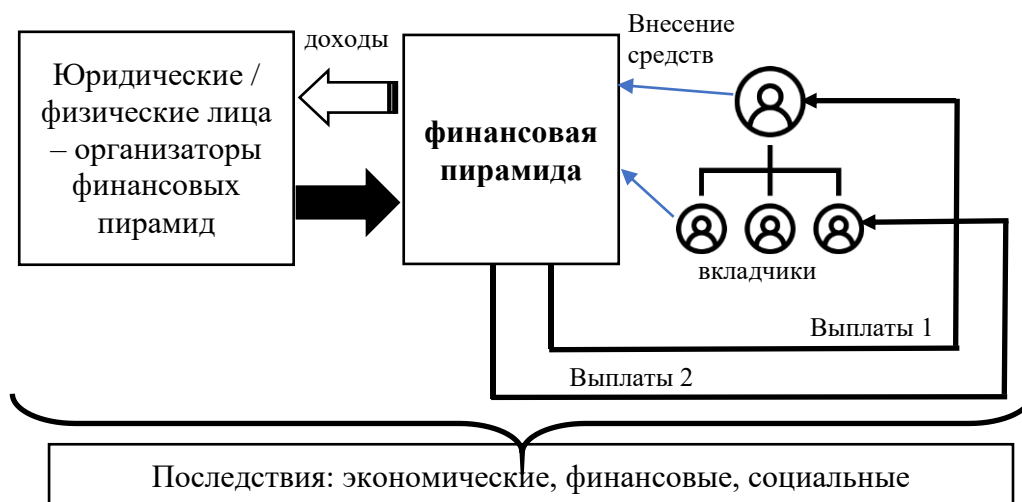 доходы
Внесение
средств
Юридические /
физические лица
– организаторы
финансовых
пирамид
финансовая
пирамида
вкладчики
Выплаты 1
Выплаты 2
Последствия: экономические, финансовые, социальные